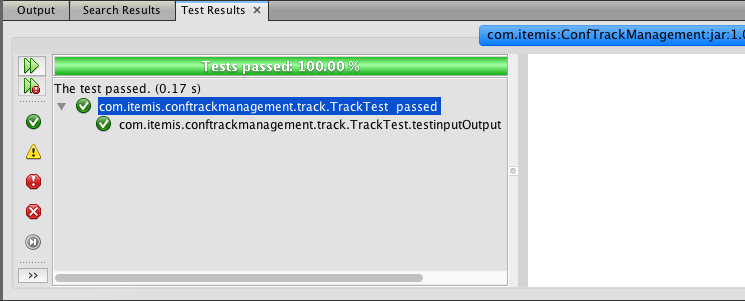 Output Search Results Test Results ×
com.itemis:ConfTrackManagement:jar:1.0
Tests passed: 100.00 %
The test passed. (0.17 s)
com.itemis.conftrackmanagement.track.TrackTest passed
com.itemis.conftrackmanagement.track.TrackTest.testinputOutput
>>